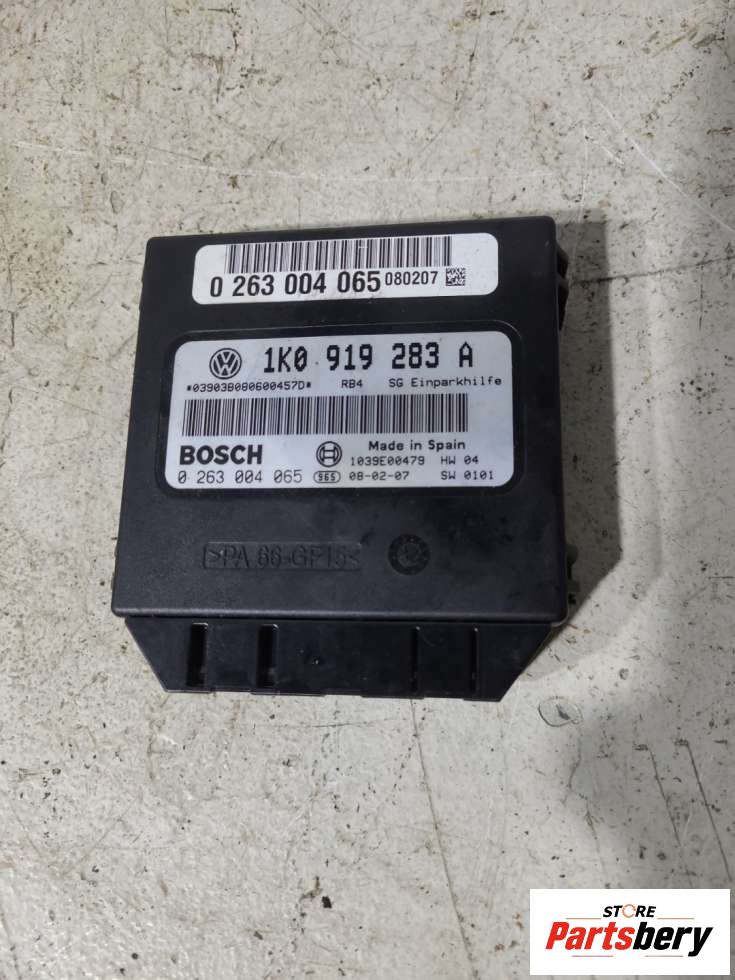 0 263 004 065 080207
1K0 919 283 A
*03903B080600457D* RB4 SG Einparkhilfe
BOSCH Made in Spain
1039E00479 HW 04
0 263 004 065 965 08-02-07 SW 0101
>PA 66-GF15<
STORE
Partsbery